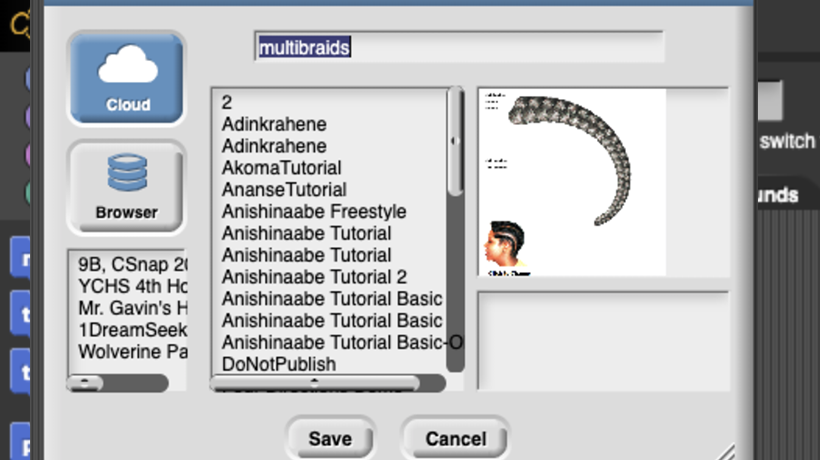 multibraids
Cloud
Browser
2
Adinkrahene
Adinkrahene
AkomaTutorial
AnanseTutorial
Anishinaabe Freestyle
Anishinaabe Tutorial
Anishinaabe Tutorial
Anishinaabe Tutorial 2
Anishinaabe Tutorial Basic
Anishinaabe Tutorial Basic
Anishinaabe Tutorial Basic-O
DoNotPublish
9B, CSnap 20
YCHS 4th Ho
Mr. Gavin's H
1DreamSeek
Wolverine Pa
switch
unds
Save
Cancel